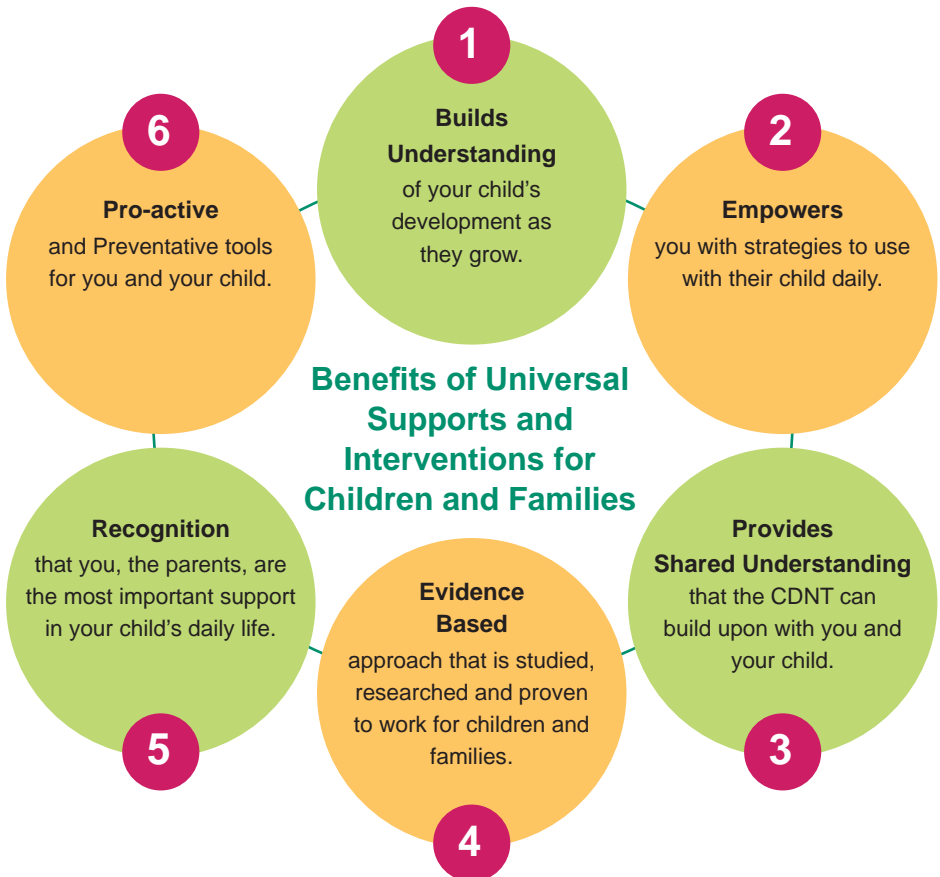 Benefits of Universal
Supports and
Interventions for
Children and Families
1
Builds
Understanding
of your child’s
development as
they grow.
2
Empowers
you with strategies to use
with their child daily.
3
Provides
Shared Understanding
that the CDNT can
build upon with you and
your child.
4
Evidence
Based
approach that is studied,
researched and proven
to work for children and
families.
5
Recognition
that you, the parents, are
the most important support
in your child’s daily life.
6
Pro-active
and Preventative tools
for you and your child.